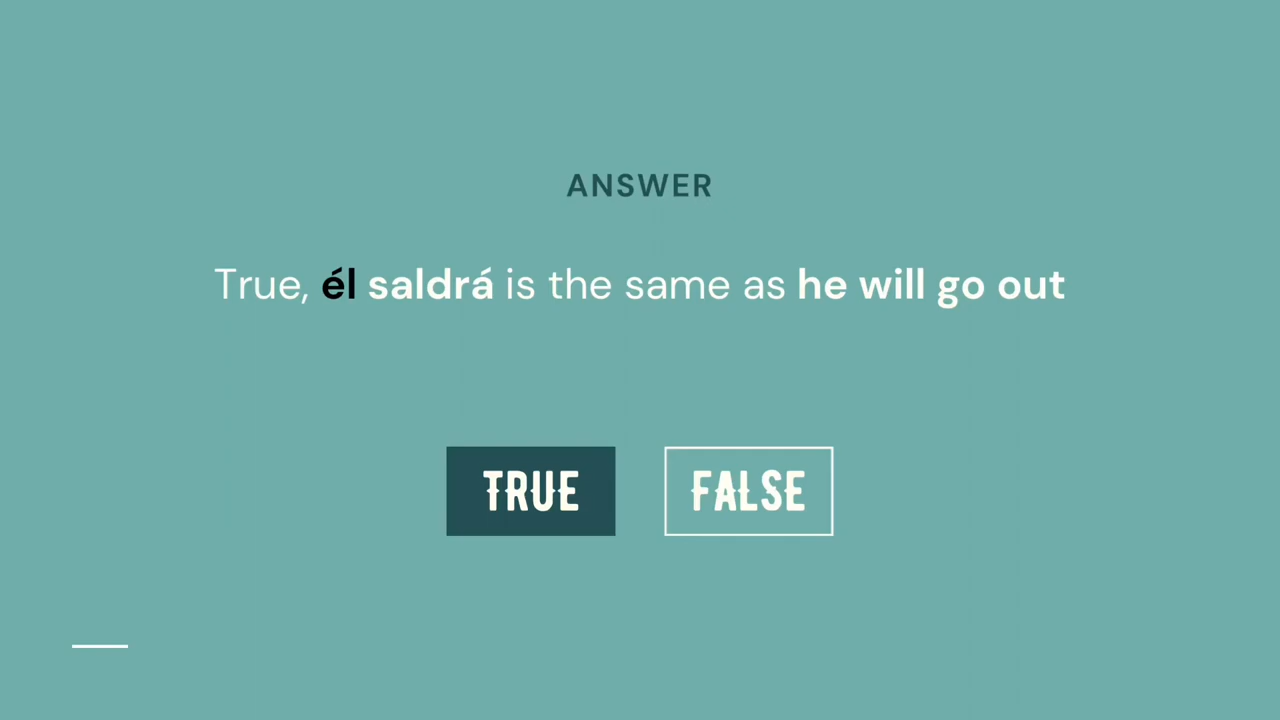 ANSWER
True, él saldrá is the same as he will go out
TRUE
FALSE